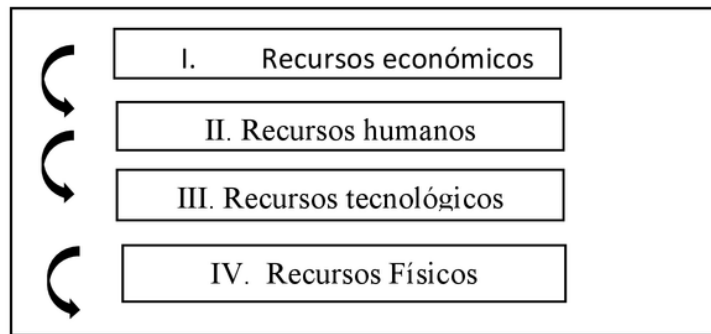 I. Recursos económicos
II. Recursos humanos
III. Recursos tecnológicos
IV. Recursos Físicos